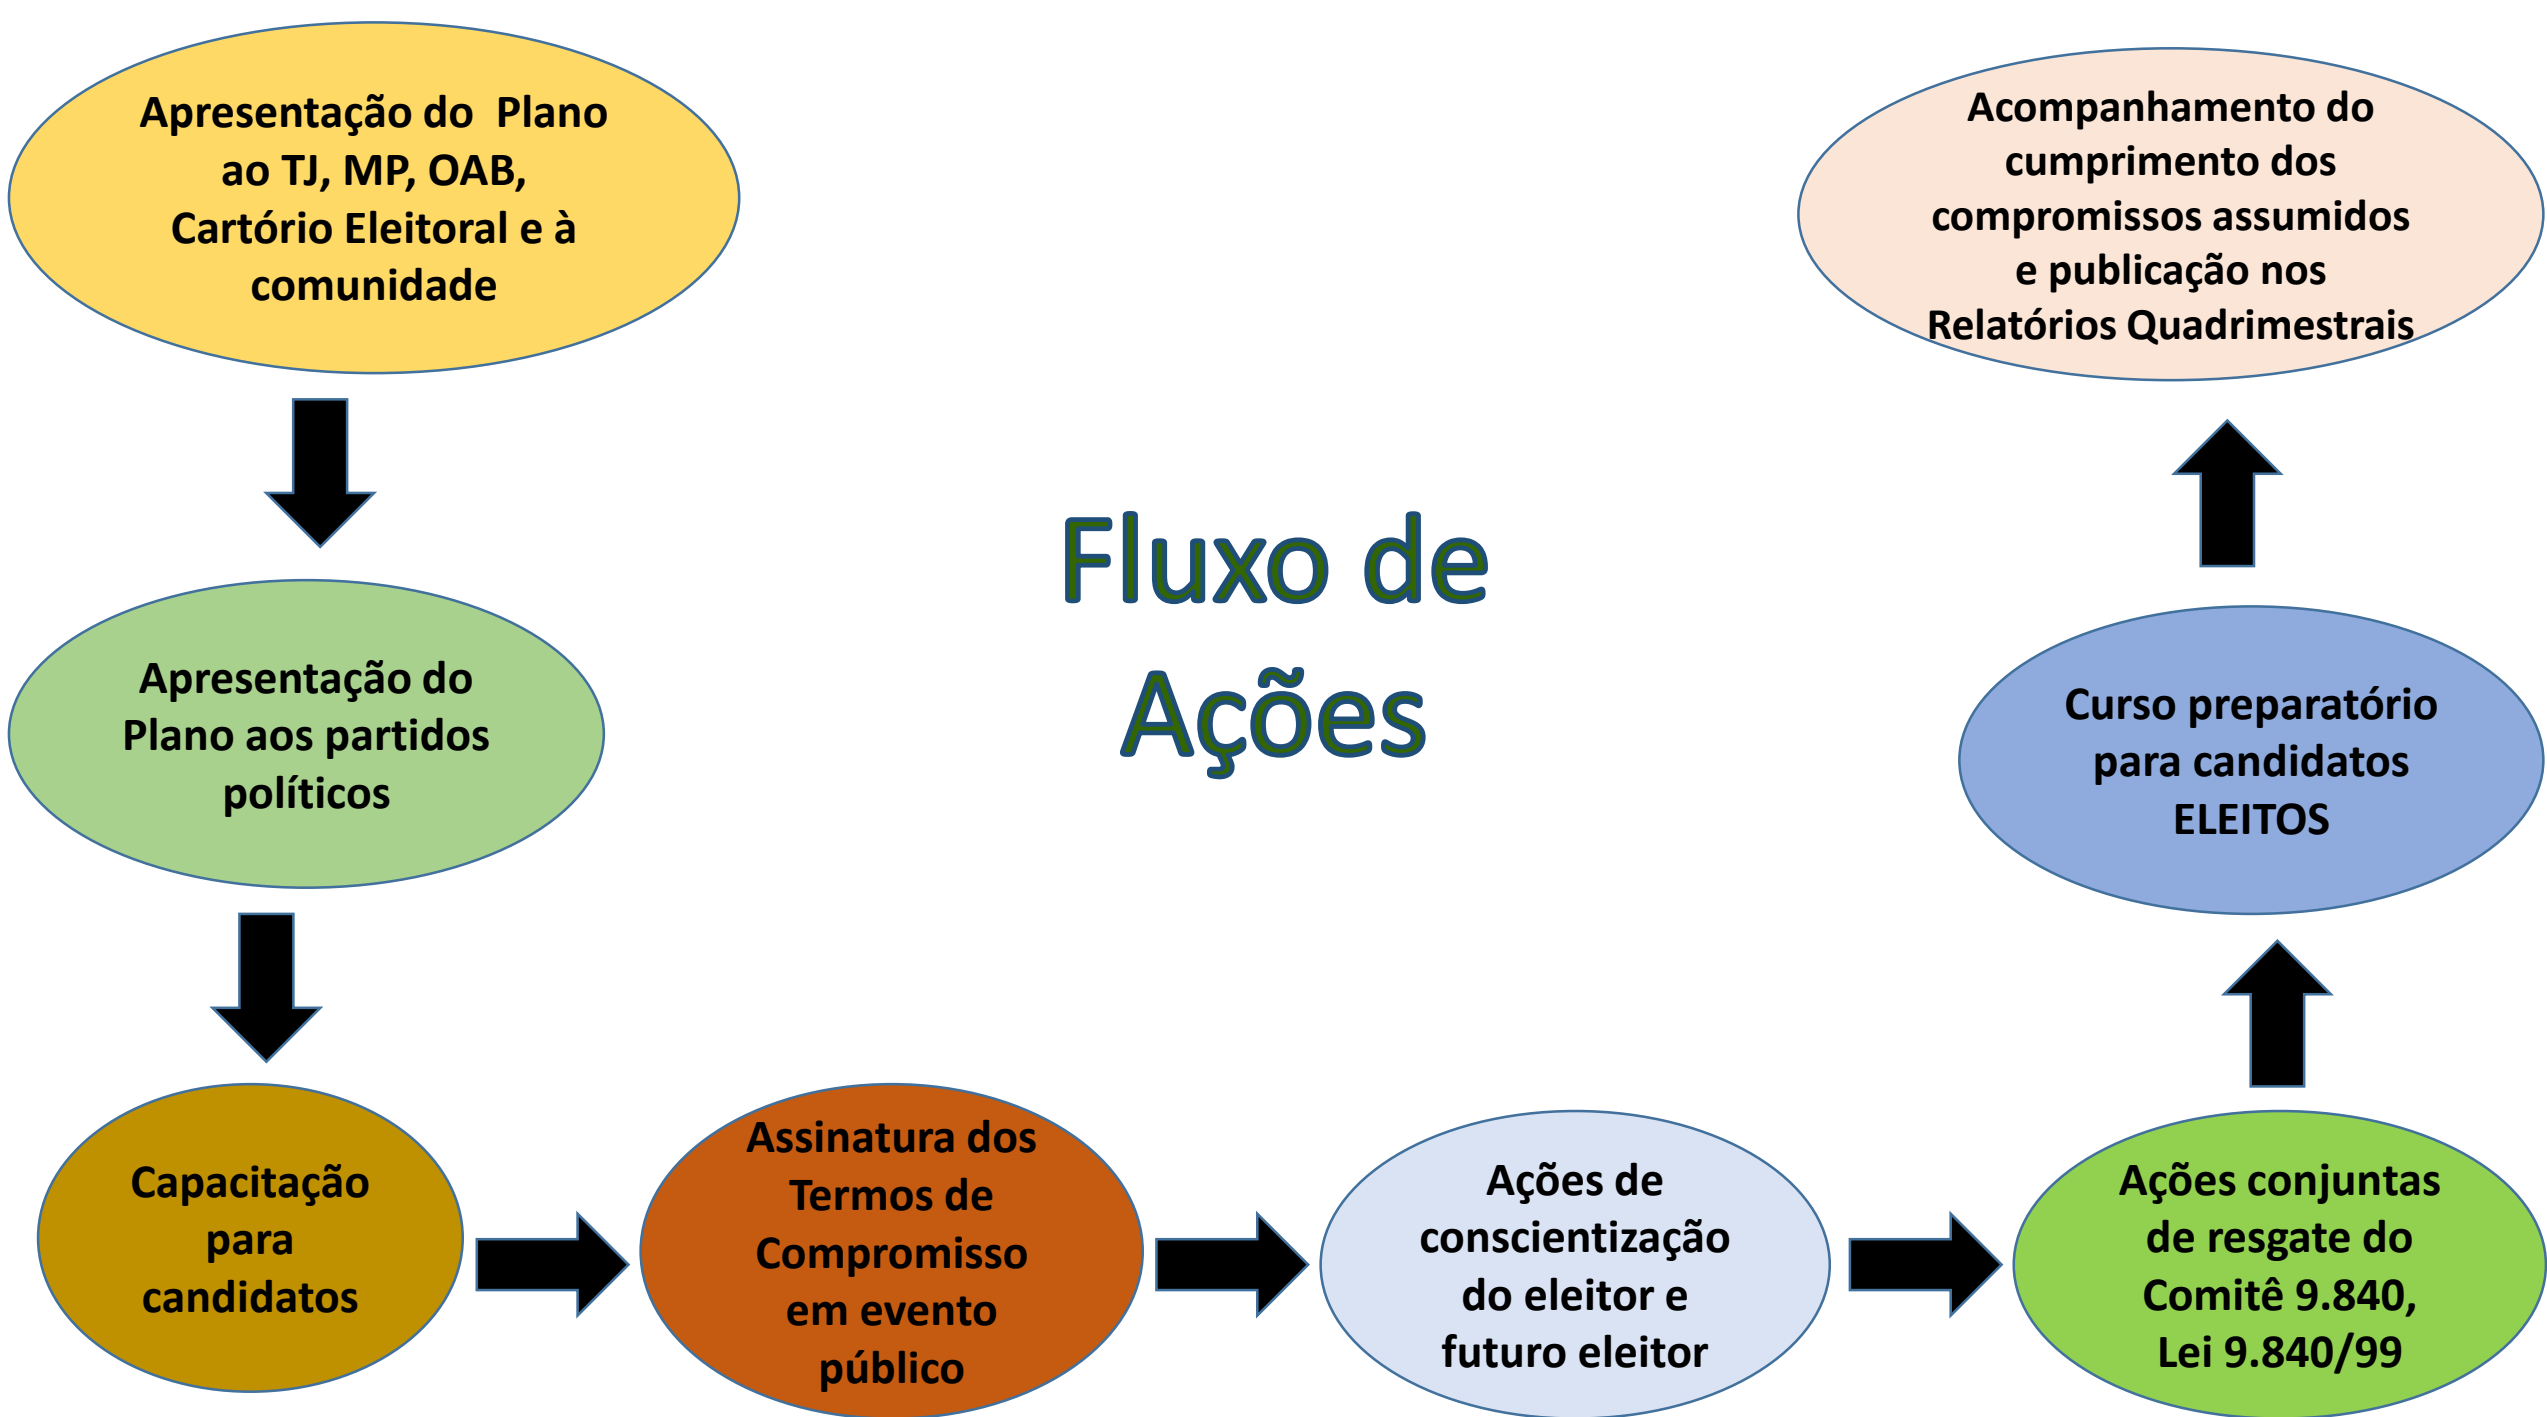 Apresentação do Plano
ao TJ, MP, OAB,
Cartório Eleitoral e à
comunidade
Apresentação do
Plano aos partidos
políticos
Capacitação
para
candidatos
Assinatura dos
Termos de
Compromisso
em evento
público
Ações de
conscientização
do eleitor e
futuro eleitor
Ações conjuntas
de resgate do
Comitê 9.840,
Lei 9.840/99
Curso preparatório
para candidatos
ELEITOS
Acompanhamento do
cumprimento dos
compromissos assumidos
e publicação nos
Relatórios Quadrimestrais
Fluxo de
Ações